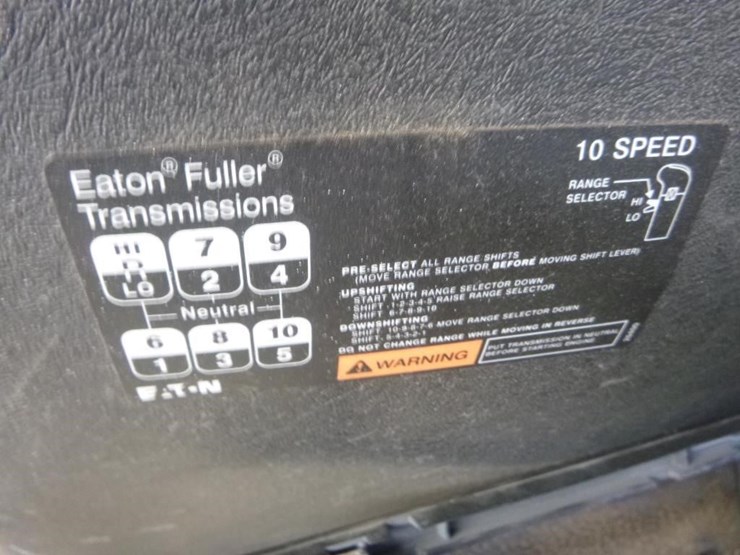 Eaton® Fuller®
Transmissions
10 SPEED
RANGE
SELECTOR
HI
LO
HI
R
LO
7
2
9
4
Neutral
6
1
8
3
10
5
EATON
PRE-SELECT ALL RANGE SHIFTS
(MOVE RANGE SELECTOR BEFORE MOVING SHIFT LEVER)
UPSHIFTING
START WITH RANGE SELECTOR DOWN
SHIFT 1-2-3-4-5 RAISE RANGE SELECTOR
SHIFT 6-7-8-9-10
DOWNSHIFTING
SHIFT 10-9-8-7-6 MOVE RANGE SELECTOR DOWN
SHIFT 5-4-3-2-1
DO NOT CHANGE RANGE WHILE MOVING IN REVERSE
WARNING
PUT TRANSMISSION IN NEUTRAL
BEFORE STARTING ENGINE